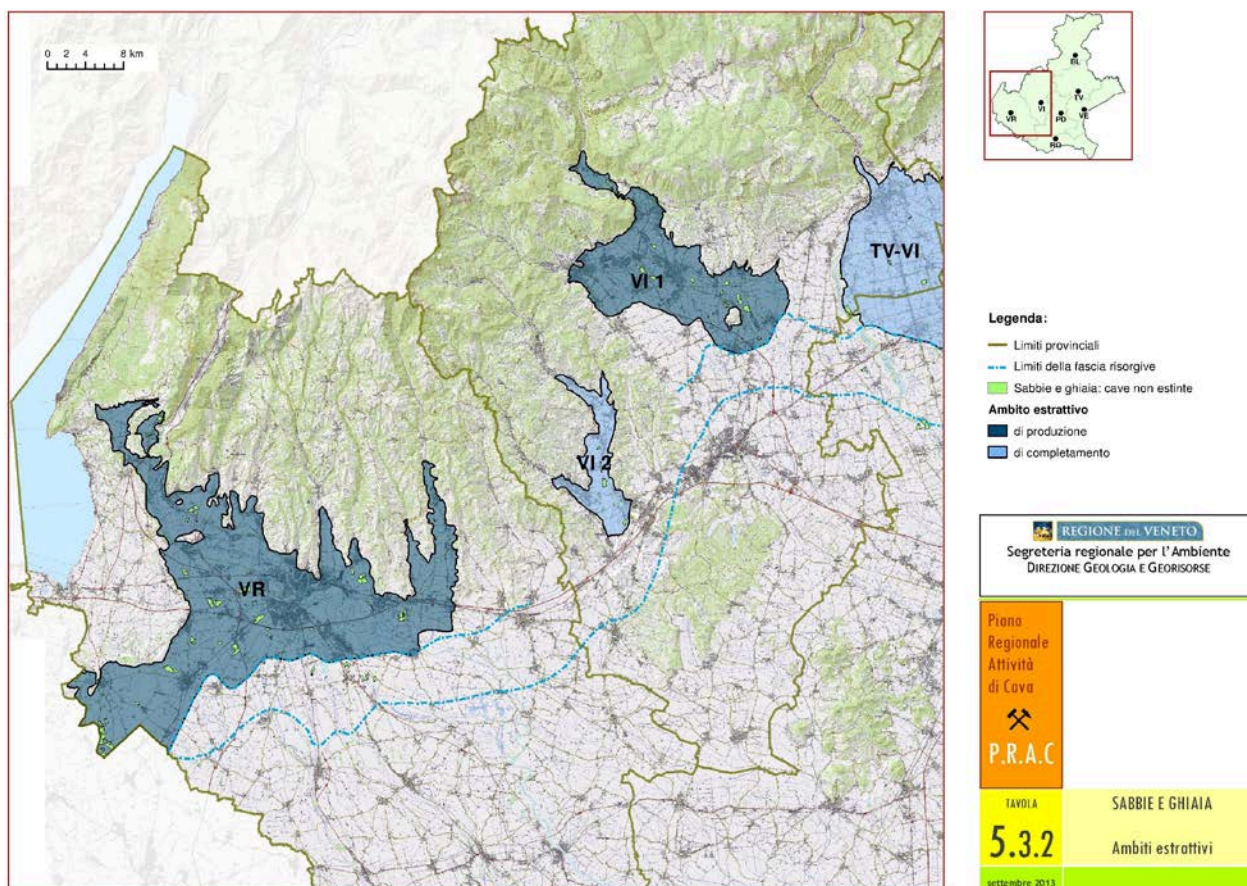 0 2 4 8 km
TV-VI
VI 1
VI 2
VR
BL
TV
VI
VE
VR
PD
RO
Legenda:
Limiti provinciali
Limiti della fascia risorgive
Sabbie e ghiaia: cave non estinte
Ambito estrattivo
di produzione
di completamento
REGIONE DEL VENETO
Segreteria regionale per l'Ambiente
DIREZIONE GEOLOGIA E GEORISORSE
Piano
Regionale
Attività
di Cava
P.R.A.C
TAVOLA
5.3.2
settembre 2013
SABBIE E GHIAIA
Ambiti estrattivi